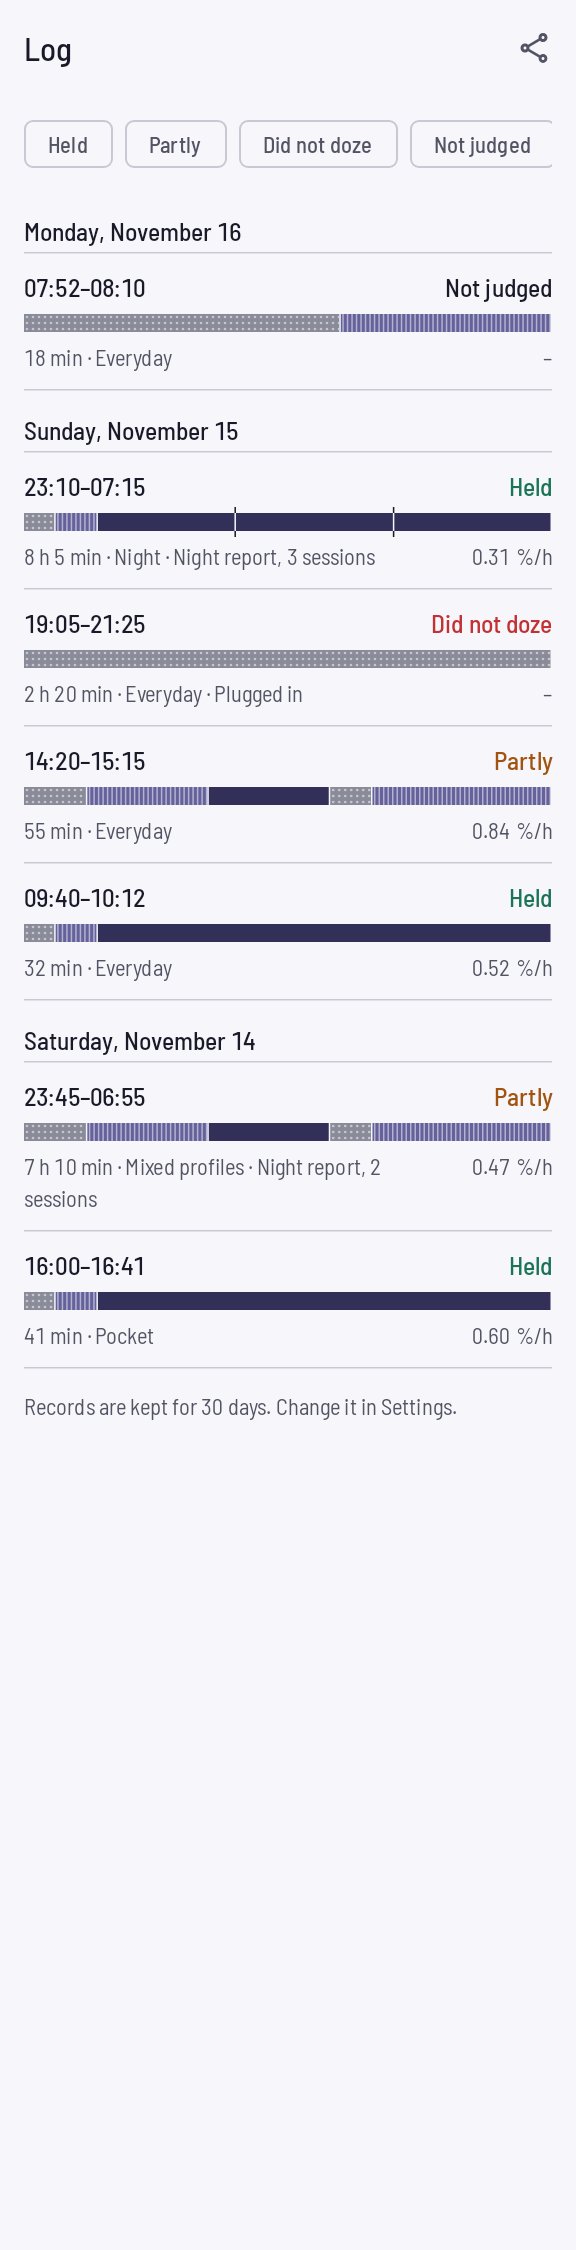 Log
Held
Partly
Did not doze
Not judged
Monday, November 16
07:52–08:10
Not judged
18 min · Everyday
–
Sunday, November 15
23:10–07:15
Held
8 h 5 min · Night · Night report, 3 sessions
0.31 %/h
19:05–21:25
Did not doze
2 h 20 min · Everyday · Plugged in
–
14:20–15:15
Partly
55 min · Everyday
0.84 %/h
09:40–10:12
Held
32 min · Everyday
0.52 %/h
Saturday, November 14
23:45–06:55
Partly
7 h 10 min · Mixed profiles · Night report, 2
sessions
0.47 %/h
16:00–16:41
Held
41 min · Pocket
0.60 %/h
Records are kept for 30 days. Change it in Settings.